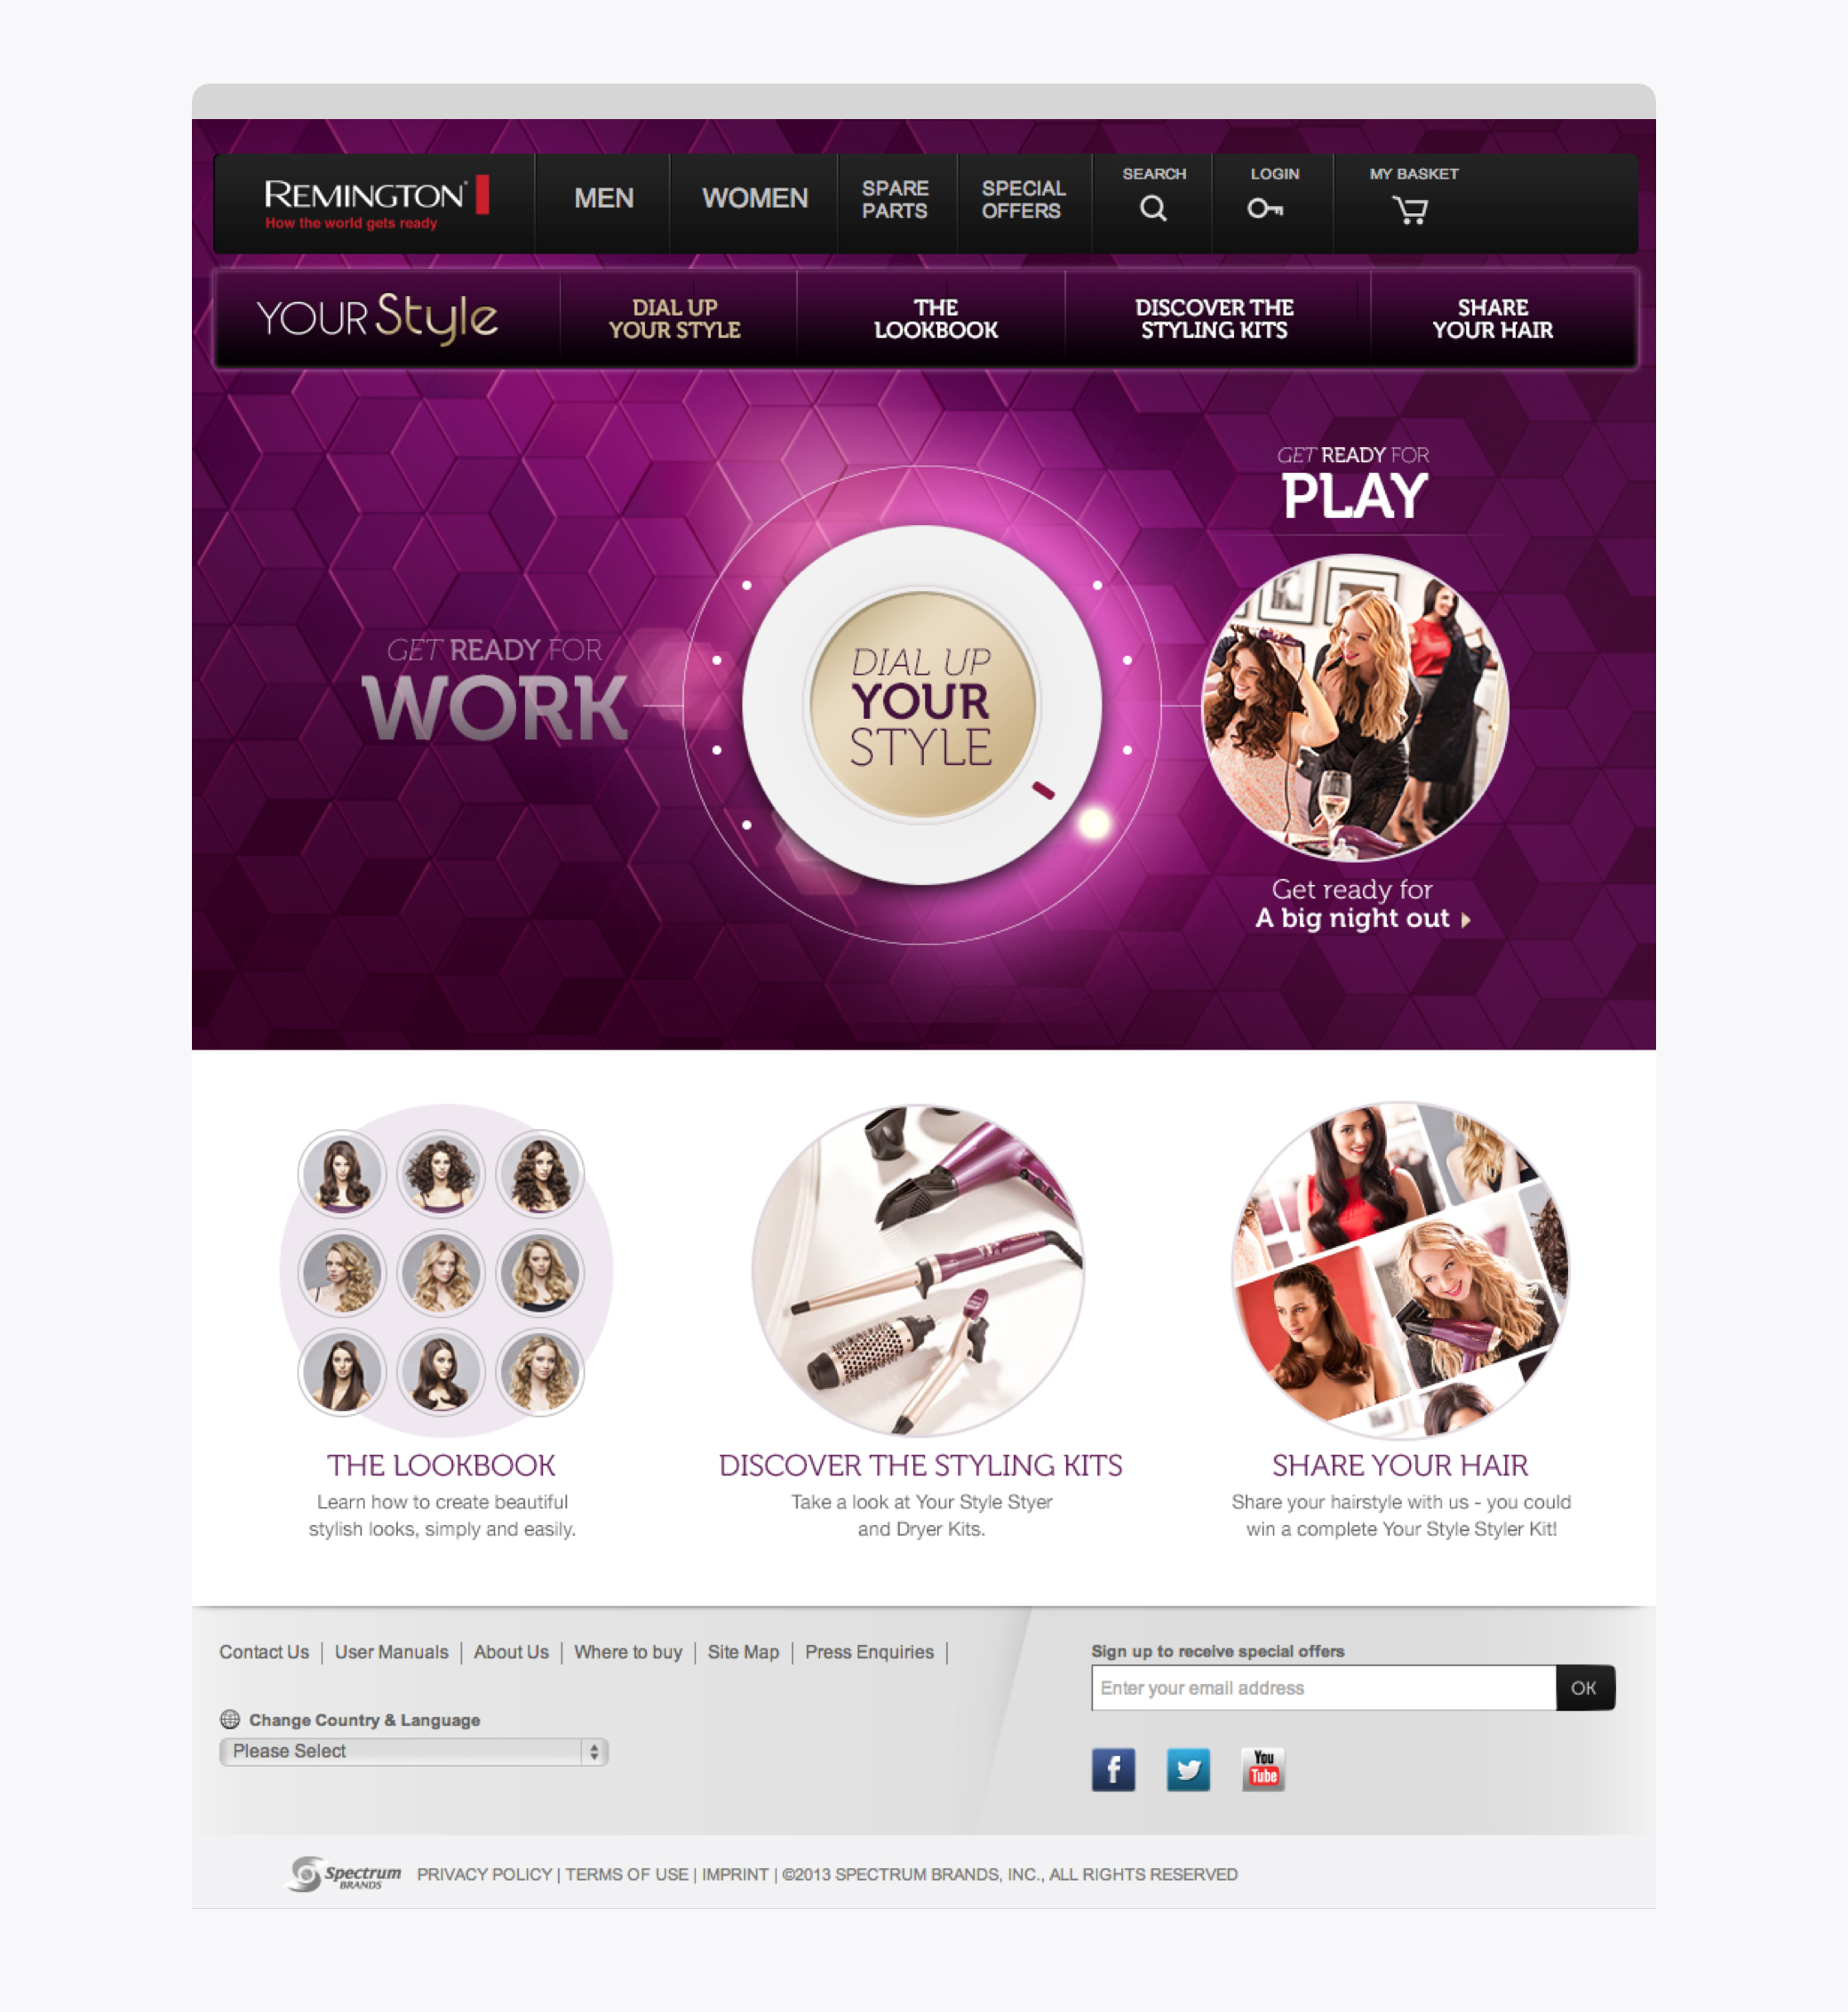 REMINGTON®
How the world gets ready
MEN
WOMEN
SPARE
PARTS
SPECIAL
OFFERS
SEARCH
LOGIN
MY BASKET
YOUR Style
DIAL UP
YOUR STYLE
THE
LOOKBOOK
DISCOVER THE
STYLING KITS
SHARE
YOUR HAIR
GET READY FOR
WORK
DIAL UP
YOUR
STYLE
GET READY FOR
PLAY
Get ready for
A big night out
THE LOOKBOOK
Learn how to create beautiful
stylish looks, simply and easily.
DISCOVER THE STYLING KITS
Take a look at Your Style Styer
and Dryer Kits.
SHARE YOUR HAIR
Share your hairstyle with us - you could
win a complete Your Style Styler Kit!
Contact Us | User Manuals | About Us | Where to buy | Site Map | Press Enquiries |
Change Country & Language
Please Select
Sign up to receive special offers
Enter your email address
OK
f
You
Tube
Spectrum
BRANDS
PRIVACY POLICY | TERMS OF USE | IMPRINT | ©2013 SPECTRUM BRANDS, INC., ALL RIGHTS RESERVED